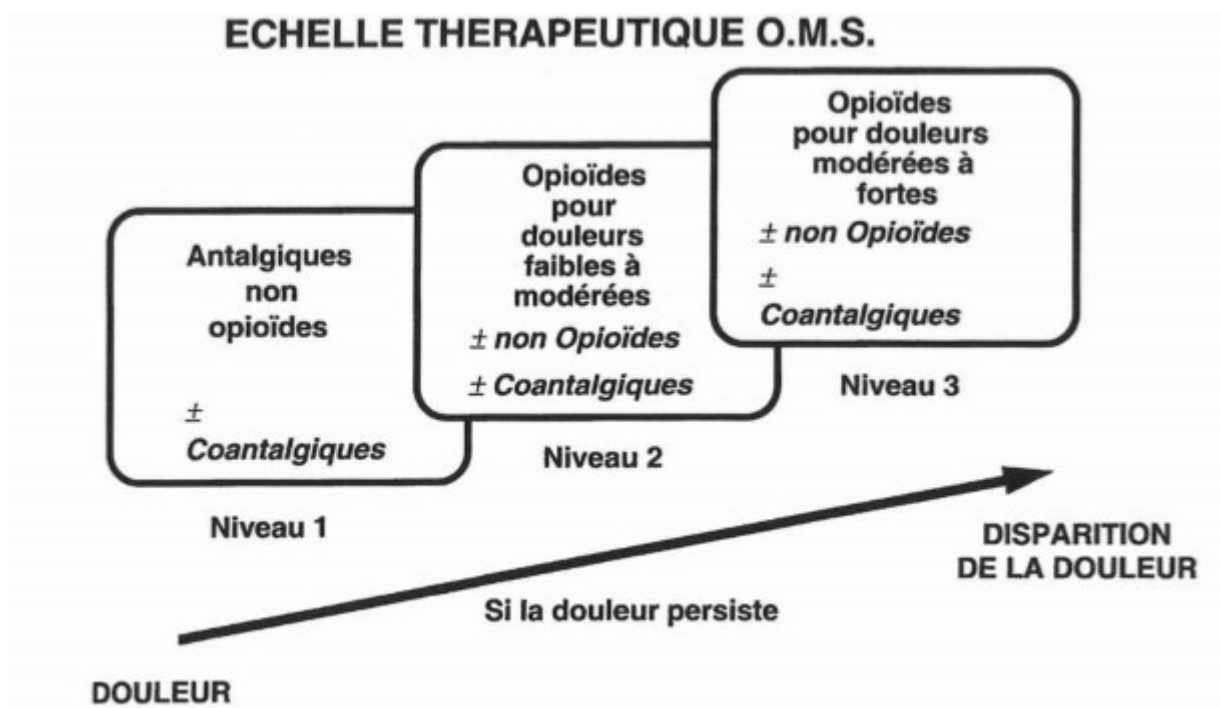 ECHELLE THERAPEUTIQUE O.M.S.
Antalgiques
non
opioïdes
±
Coantalgiques
Niveau 1
Opioïdes
pour
douleurs
faibles à
modérées
± non Opioïdes
± Coantalgiques
Niveau 2
Opioïdes
pour douleurs
modérées à
fortes
± non Opioïdes
±
Coantalgiques
Niveau 3
DOULEUR
Si la douleur persiste
DISPARITION
DE LA DOULEUR